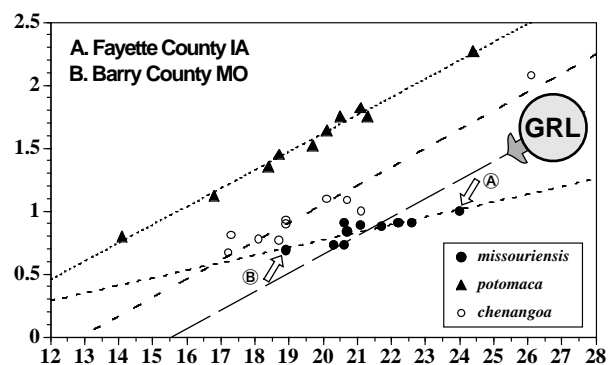 2.5
2
1.5
1
0.5
0
A. Fayette County IA
B. Barry County MO
GRL
A
B
missouriensis
potomaca
chenangoa
12 13 14 15 16 17 18 19 20 21 22 23 24 25 26 27 28